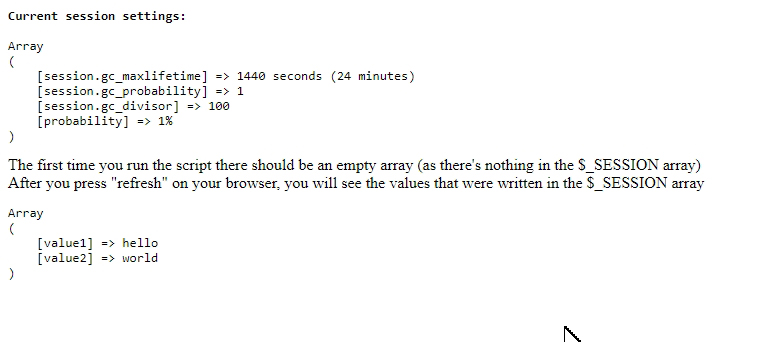 Current session settings:
Array
(
    [session.gc_maxlifetime] => 1440 seconds (24 minutes)
    [session.gc_probability] => 1
    [session.gc_divisor] => 100
    [probability] => 1%
)
The first time you run the script there should be an empty array (as there's nothing in the $_SESSION array)
After you press "refresh" on your browser, you will see the values that were written in the $_SESSION array
Array
(
    [value1] => hello
    [value2] => world
)